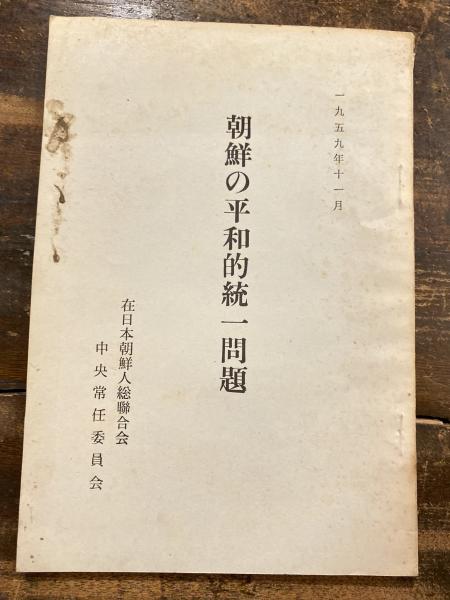 一九五九年十一月
朝鮮の平和的統一問題
在日本朝鮮人総聯合会
中央常任委員会